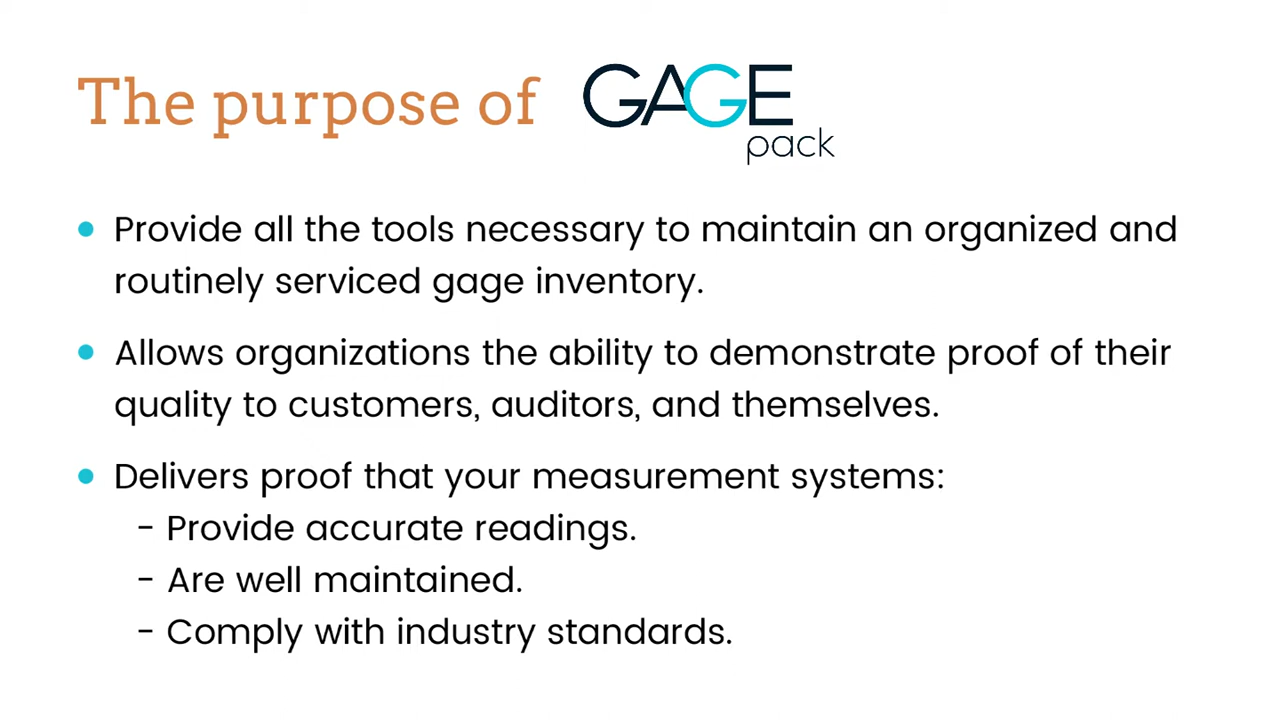 The purpose of GAGE pack
• Provide all the tools necessary to maintain an organized and
routinely serviced gage inventory.
• Allows organizations the ability to demonstrate proof of their
quality to customers, auditors, and themselves.
• Delivers proof that your measurement systems:
- Provide accurate readings.
- Are well maintained.
- Comply with industry standards.